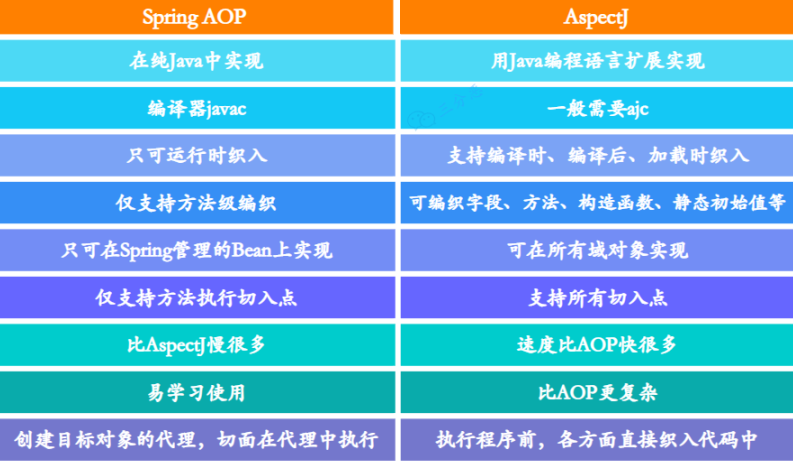 Spring AOP
AspectJ
在纯Java中实现
用Java编程语言扩展实现
编译器javac
一般需要ajc
只可运行时织入
支持编译时、编译后、加载时织入
仅支持方法级编织
可编织字段、方法、构造函数、静态初始值等
只可在Spring管理的Bean上实现
可在所有域对象实现
仅支持方法执行切入点
支持所有切入点
比AspectJ慢很多
速度比AOP快很多
易学习使用
比AOP更复杂
创建目标对象的代理，切面在代理中执行
执行程序前，各方面直接织入代码中